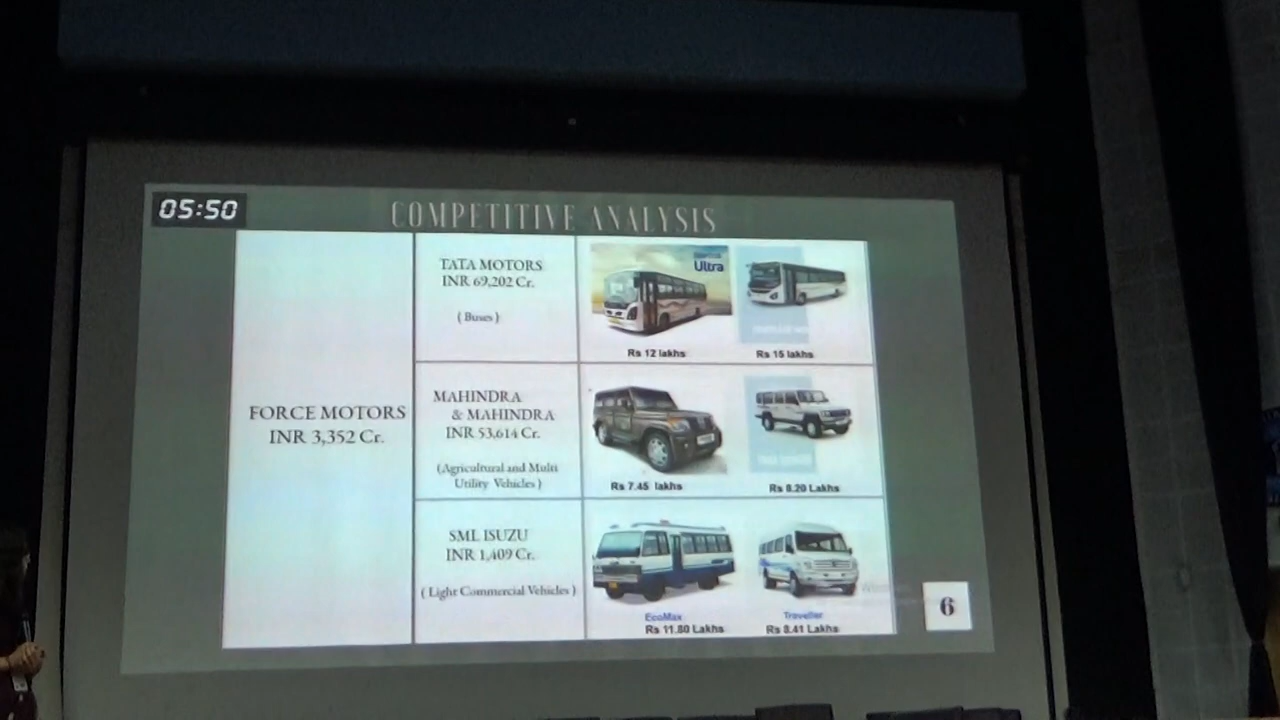 05:50
COMPETITIVE ANALYSIS
FORCE MOTORS
INR 3,352 Cr.
TATA MOTORS
INR 69,202 Cr.
( Buses )
Ultra
Rs 12 lakhs
Rs 15 lakhs
MAHINDRA
& MAHINDRA
INR 53,614 Cr.
(Agricultural and Multi
Utility Vehicles )
Rs 7.45 lakhs
Rs 8.20 Lakhs
SML ISUZU
INR 1,409 Cr.
( Light Commercial Vehicles )
EcoMax
Rs 11.80 Lakhs
Traveller
Rs 8.41 Lakhs
6